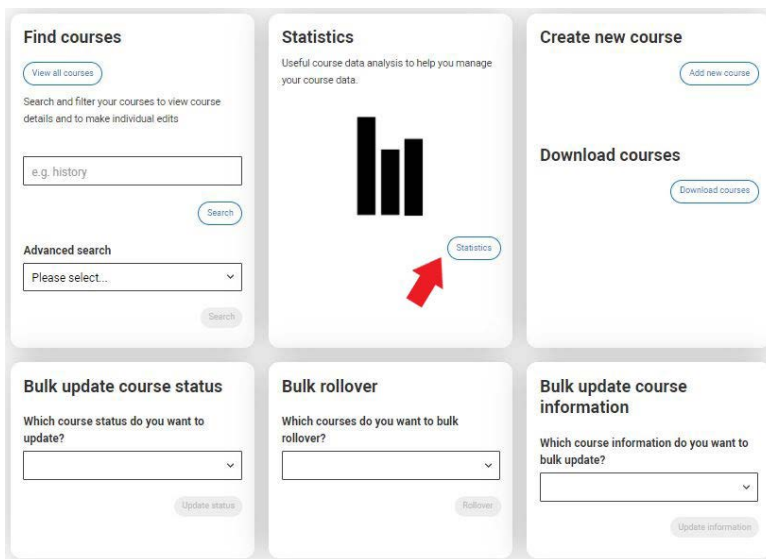 Find courses
View all courses
Search and filter your courses to view course
details and to make individual edits
e.g. history
Search
Advanced search
Please select...
Search
Statistics
Useful course data analysis to help you manage
your course data.
Statistics
Create new course
Add new course
Download courses
Download courses
Bulk update course status
Which course status do you want to
update?
Update status
Bulk rollover
Which courses do you want to bulk
rollover?
Rollover
Bulk update course
information
Which course information do you want to
bulk update?
Update information